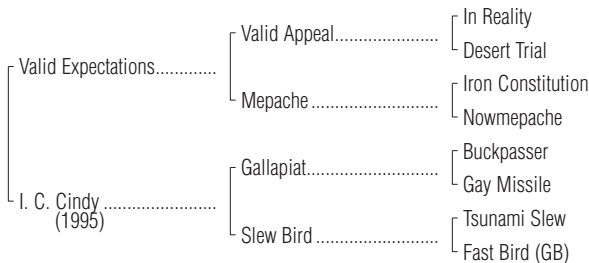 In Reality
Valid Appeal........................
Desert Trial
Valid Expectations.............
Iron Constitution
Mepache .............................
Nowmepache
Buckpasser
Gallapiat..............................
Gay Missile
I. C. Cindy ........................
(1995)
Tsunami Slew
Slew Bird ............................
Fast Bird (GB)